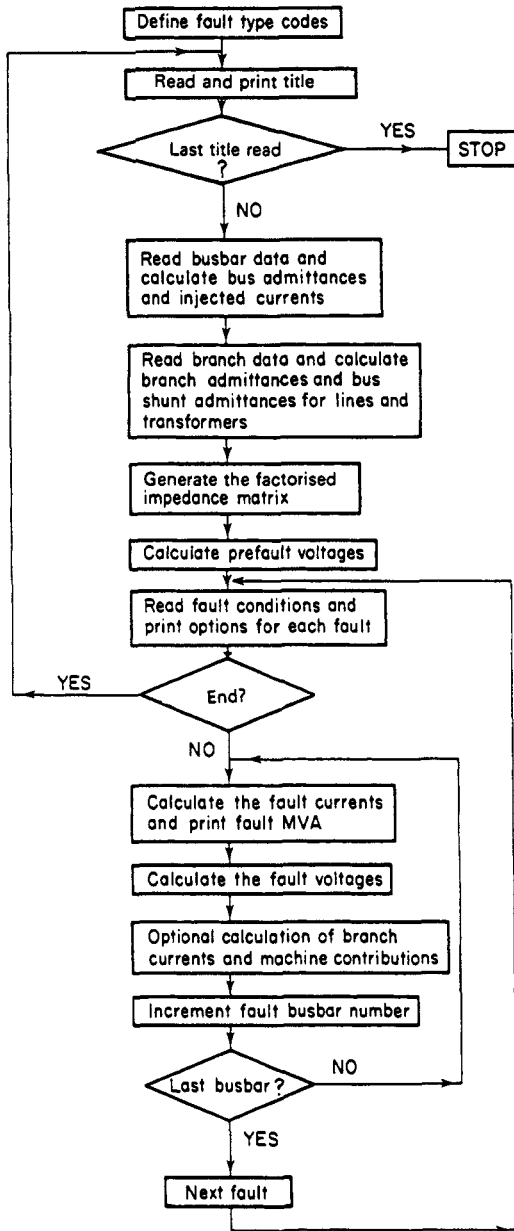 Define fault type codes
Read and print title
Last title read
?
YES
STOP
NO
Read busbar data and
calculate bus admittances
and injected currents
Read branch data and calculate
branch admittances and bus
shunt admittances for lines and
transformers
Generate the factorised
impedance matrix
Calculate prefault voltages
Read fault conditions and
print options for each fault
YES
End?
NO
Calculate the fault currents
and print fault MVA
Calculate the fault voltages
Optional calculation of branch
currents and machine contributions
Increment fault busbar number
Last busbar?
NO
YES
Next fault